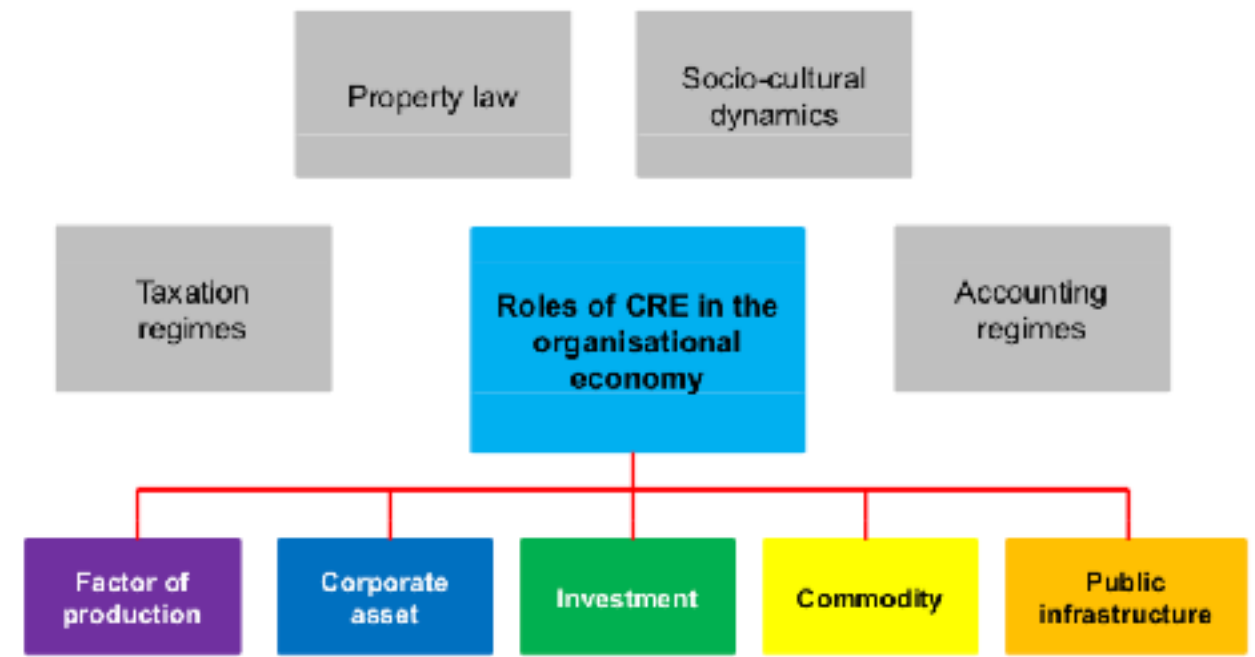 Property law
Socio-cultural
dynamics
Taxation
regimes
Roles of CRE in the
organisational
economy
Accounting
regimes
Factor of
production
Corporate
asset
Investment
Commodity
Public
infrastructure